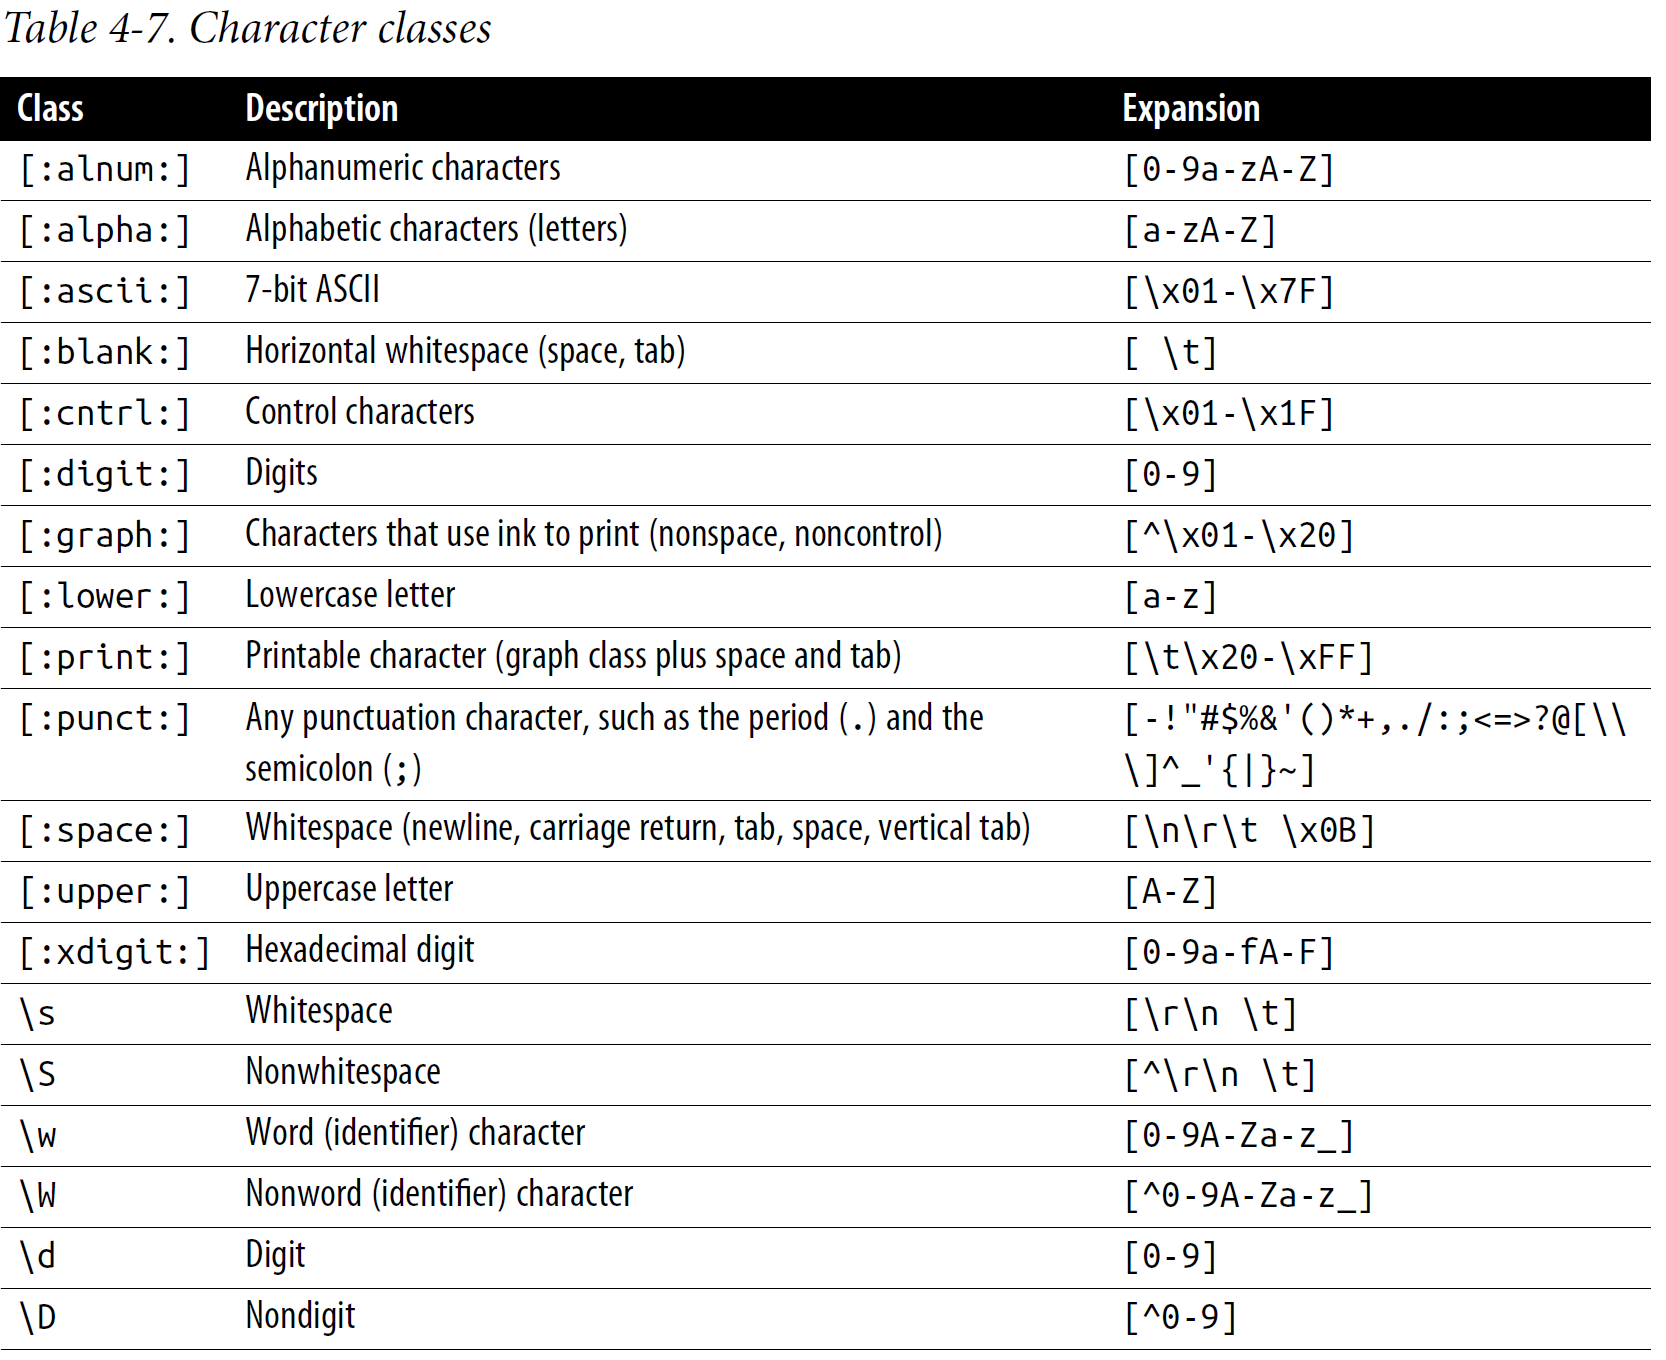 Table 4-7. Character classes
Class Description Expansion
[:alnum:] Alphanumeric characters [0-9a-zA-Z]
[:alpha:] Alphabetic characters (letters) [a-zA-Z]
[:ascii:] 7-bit ASCII [\x01-\x7F]
[:blank:] Horizontal whitespace (space, tab) [ \t]
[:cntrl:] Control characters [\x01-\x1F]
[:digit:] Digits [0-9]
[:graph:] Characters that use ink to print (nonspace, noncontrol) [^\x01-\x20]
[:lower:] Lowercase letter [a-z]
[:print:] Printable character (graph class plus space and tab) [\t\x20-\xFF]
[:punct:] Any punctuation character, such as the period (.) and the [-!"#$%&'()*+,./:;<=>?@[\\
semicolon (;) \]^_'{|}~]
[:space:] Whitespace (newline, carriage return, tab, space, vertical tab) [\n\r\t \x0B]
[:upper:] Uppercase letter [A-Z]
[:xdigit:] Hexadecimal digit [0-9a-fA-F]
\s Whitespace [\r\n \t]
\S Nonwhitespace [^\r\n \t]
\w Word (identifier) character [0-9A-Za-z_]
\W Nonword (identifier) character [^0-9A-Za-z_]
\d Digit [0-9]
\D Nondigit [^0-9]